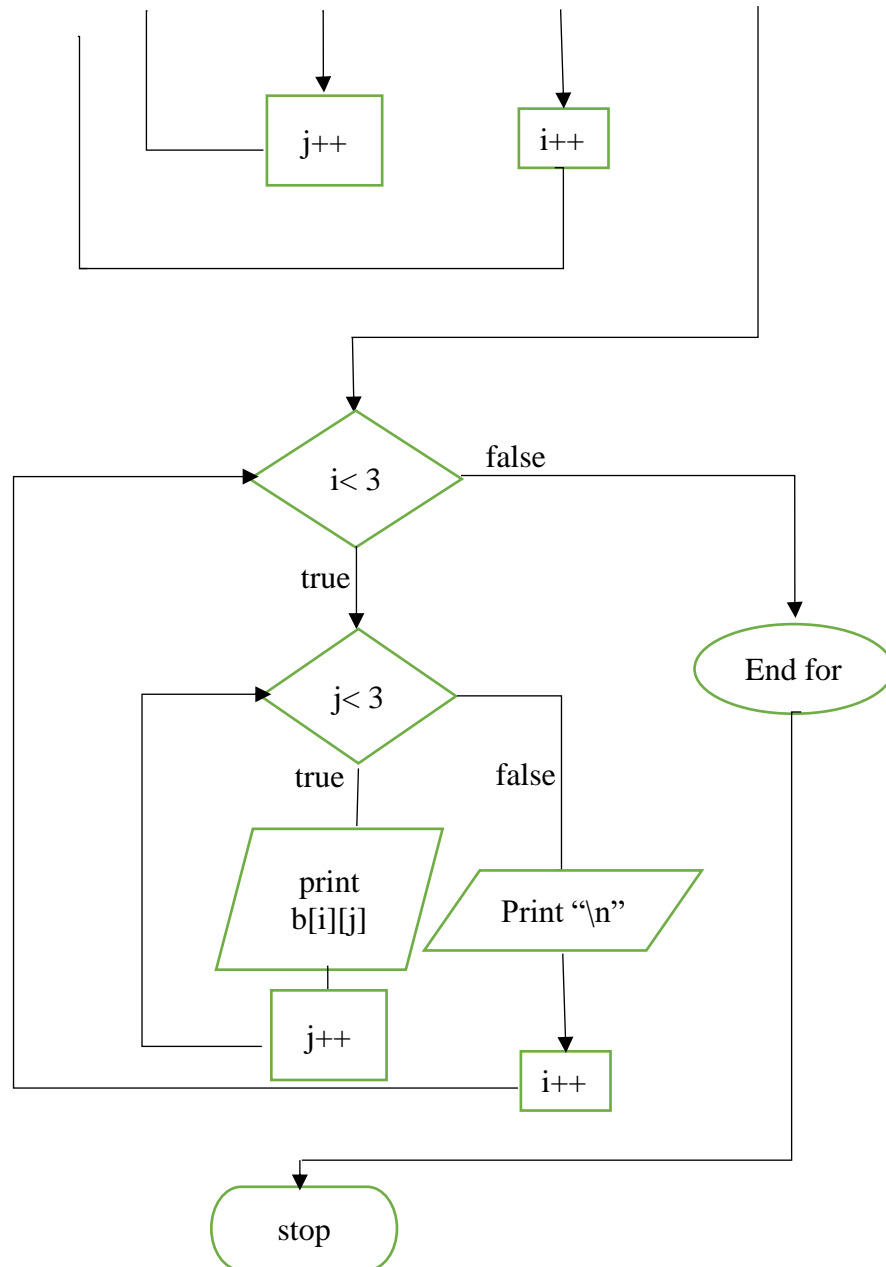 j++
i++
i< 3
false
true
End for
j< 3
true
false
print
b[i][j]
Print “\n”
j++
i++
stop